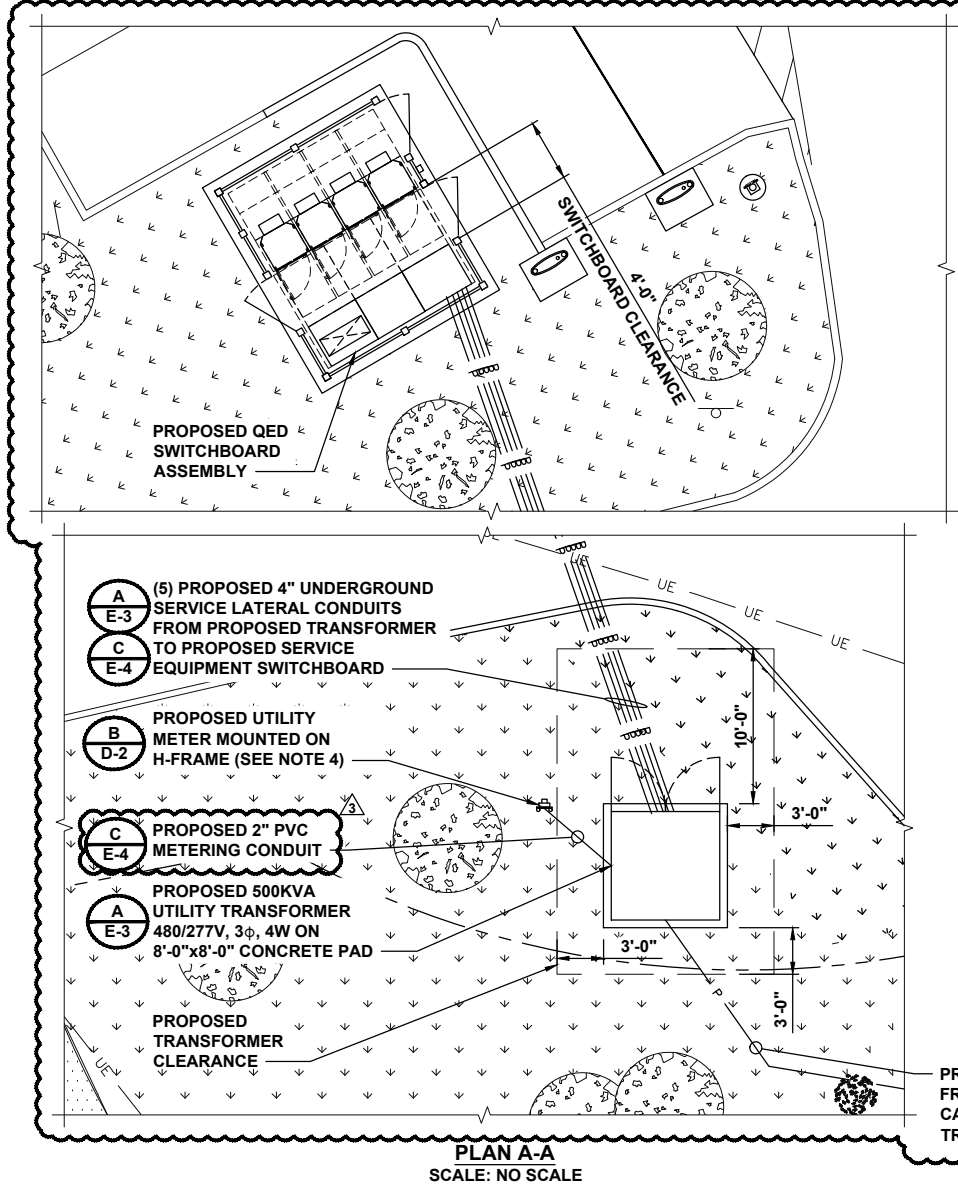 SWITCHBOARD CLEARANCE
4'-0"
PROPOSED QED
SWITCHBOARD
ASSEMBLY
A
E-3
C
E-4
(5) PROPOSED 4" UNDERGROUND
SERVICE LATERAL CONDUITS
FROM PROPOSED TRANSFORMER
TO PROPOSED SERVICE
EQUIPMENT SWITCHBOARD
UE
UE
UE
UE
10'-0"
B
D-2
PROPOSED UTILITY
METER MOUNTED ON
H-FRAME (SEE NOTE 4)
3
C
E-4
PROPOSED 2" PVC
METERING CONDUIT
3'-0"
A
E-3
PROPOSED 500KVA
UTILITY TRANSFORMER
480/277V, 3ϕ, 4W ON
8'-0"x8'-0" CONCRETE PAD
3'-0"
P
3'-0"
PROPOSED
TRANSFORMER
CLEARANCE
UE
PR
FR
CA
TR
PLAN A-A
SCALE: NO SCALE